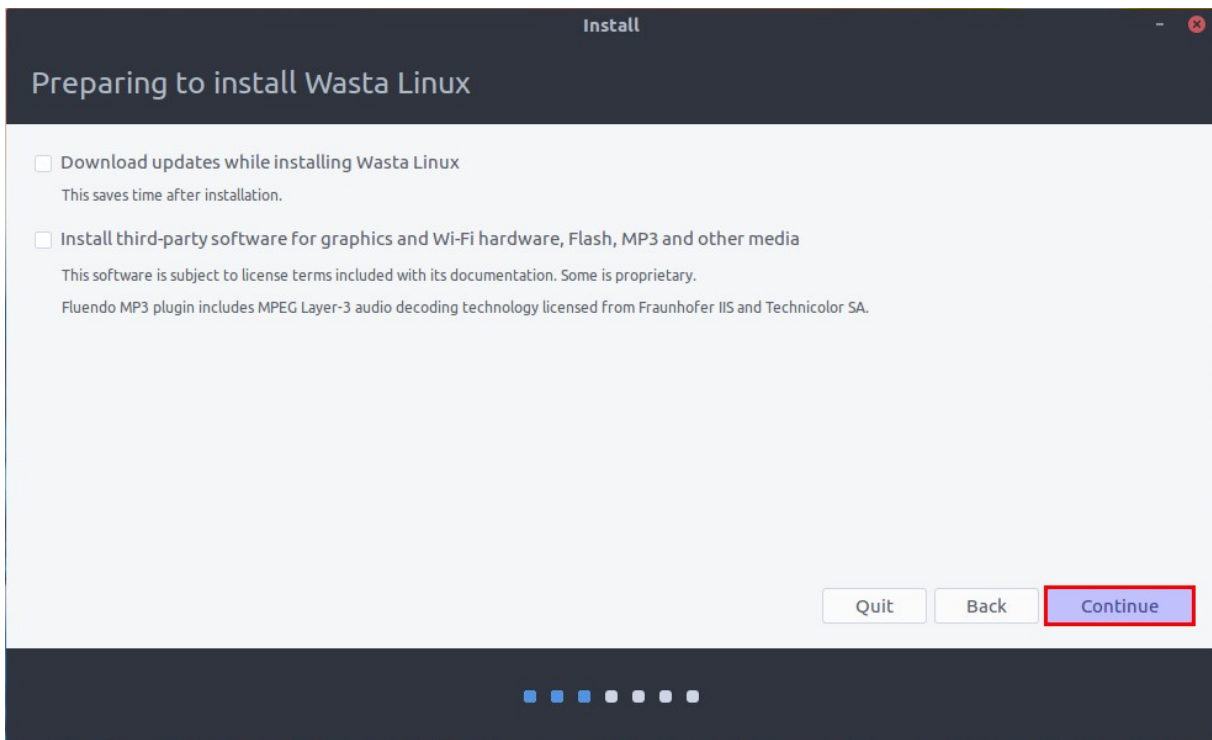 Install
Preparing to install Wasta Linux
Download updates while installing Wasta Linux
This saves time after installation.
Install third-party software for graphics and Wi-Fi hardware, Flash, MP3 and other media
This software is subject to license terms included with its documentation. Some is proprietary.
Fluendo MP3 plugin includes MPEG Layer-3 audio decoding technology licensed from Fraunhofer IIS and Technicolor SA.
Quit Back Continue